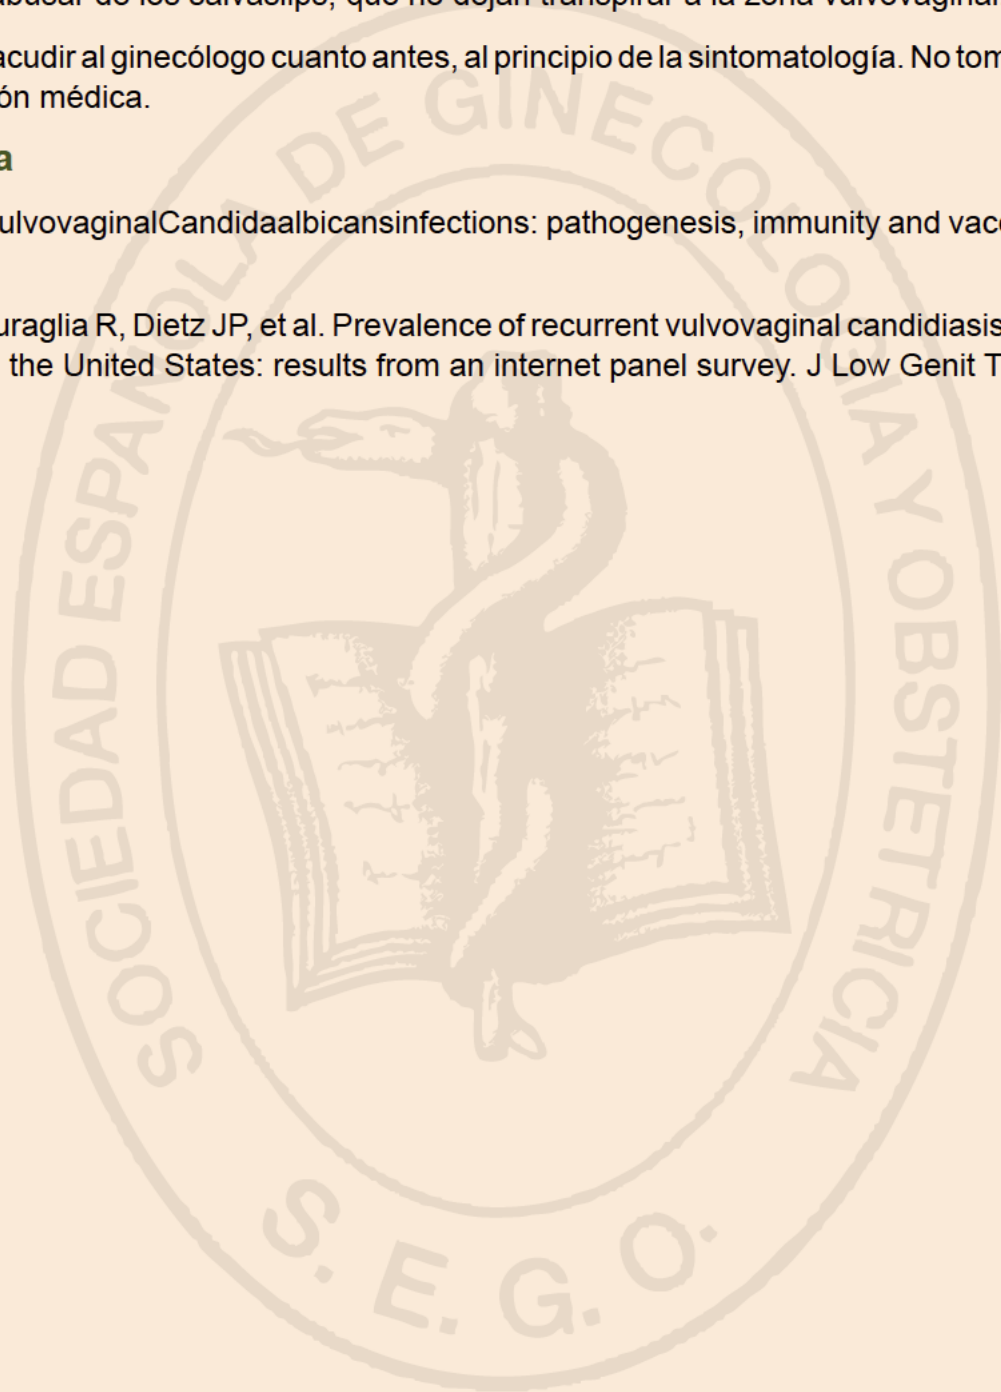 abusar de los salvaslips, que no dejan transpirar a la zona vulvovaginal
acudir al ginecólogo cuanto antes, al principio de la sintomatología. No tom
ón médica.
a
ulvovaginalCandidaalbicansinfections: pathogenesis, immunity and vacc
uraglia R, Dietz JP, et al. Prevalence of recurrent vulvovaginal candidiasis
the United States: results from an internet panel survey. J Low Genit T
SOCIEDAD ESPAÑOLA DE GINECOLOGIA Y OBSTETRICIA
S. E. G. O.